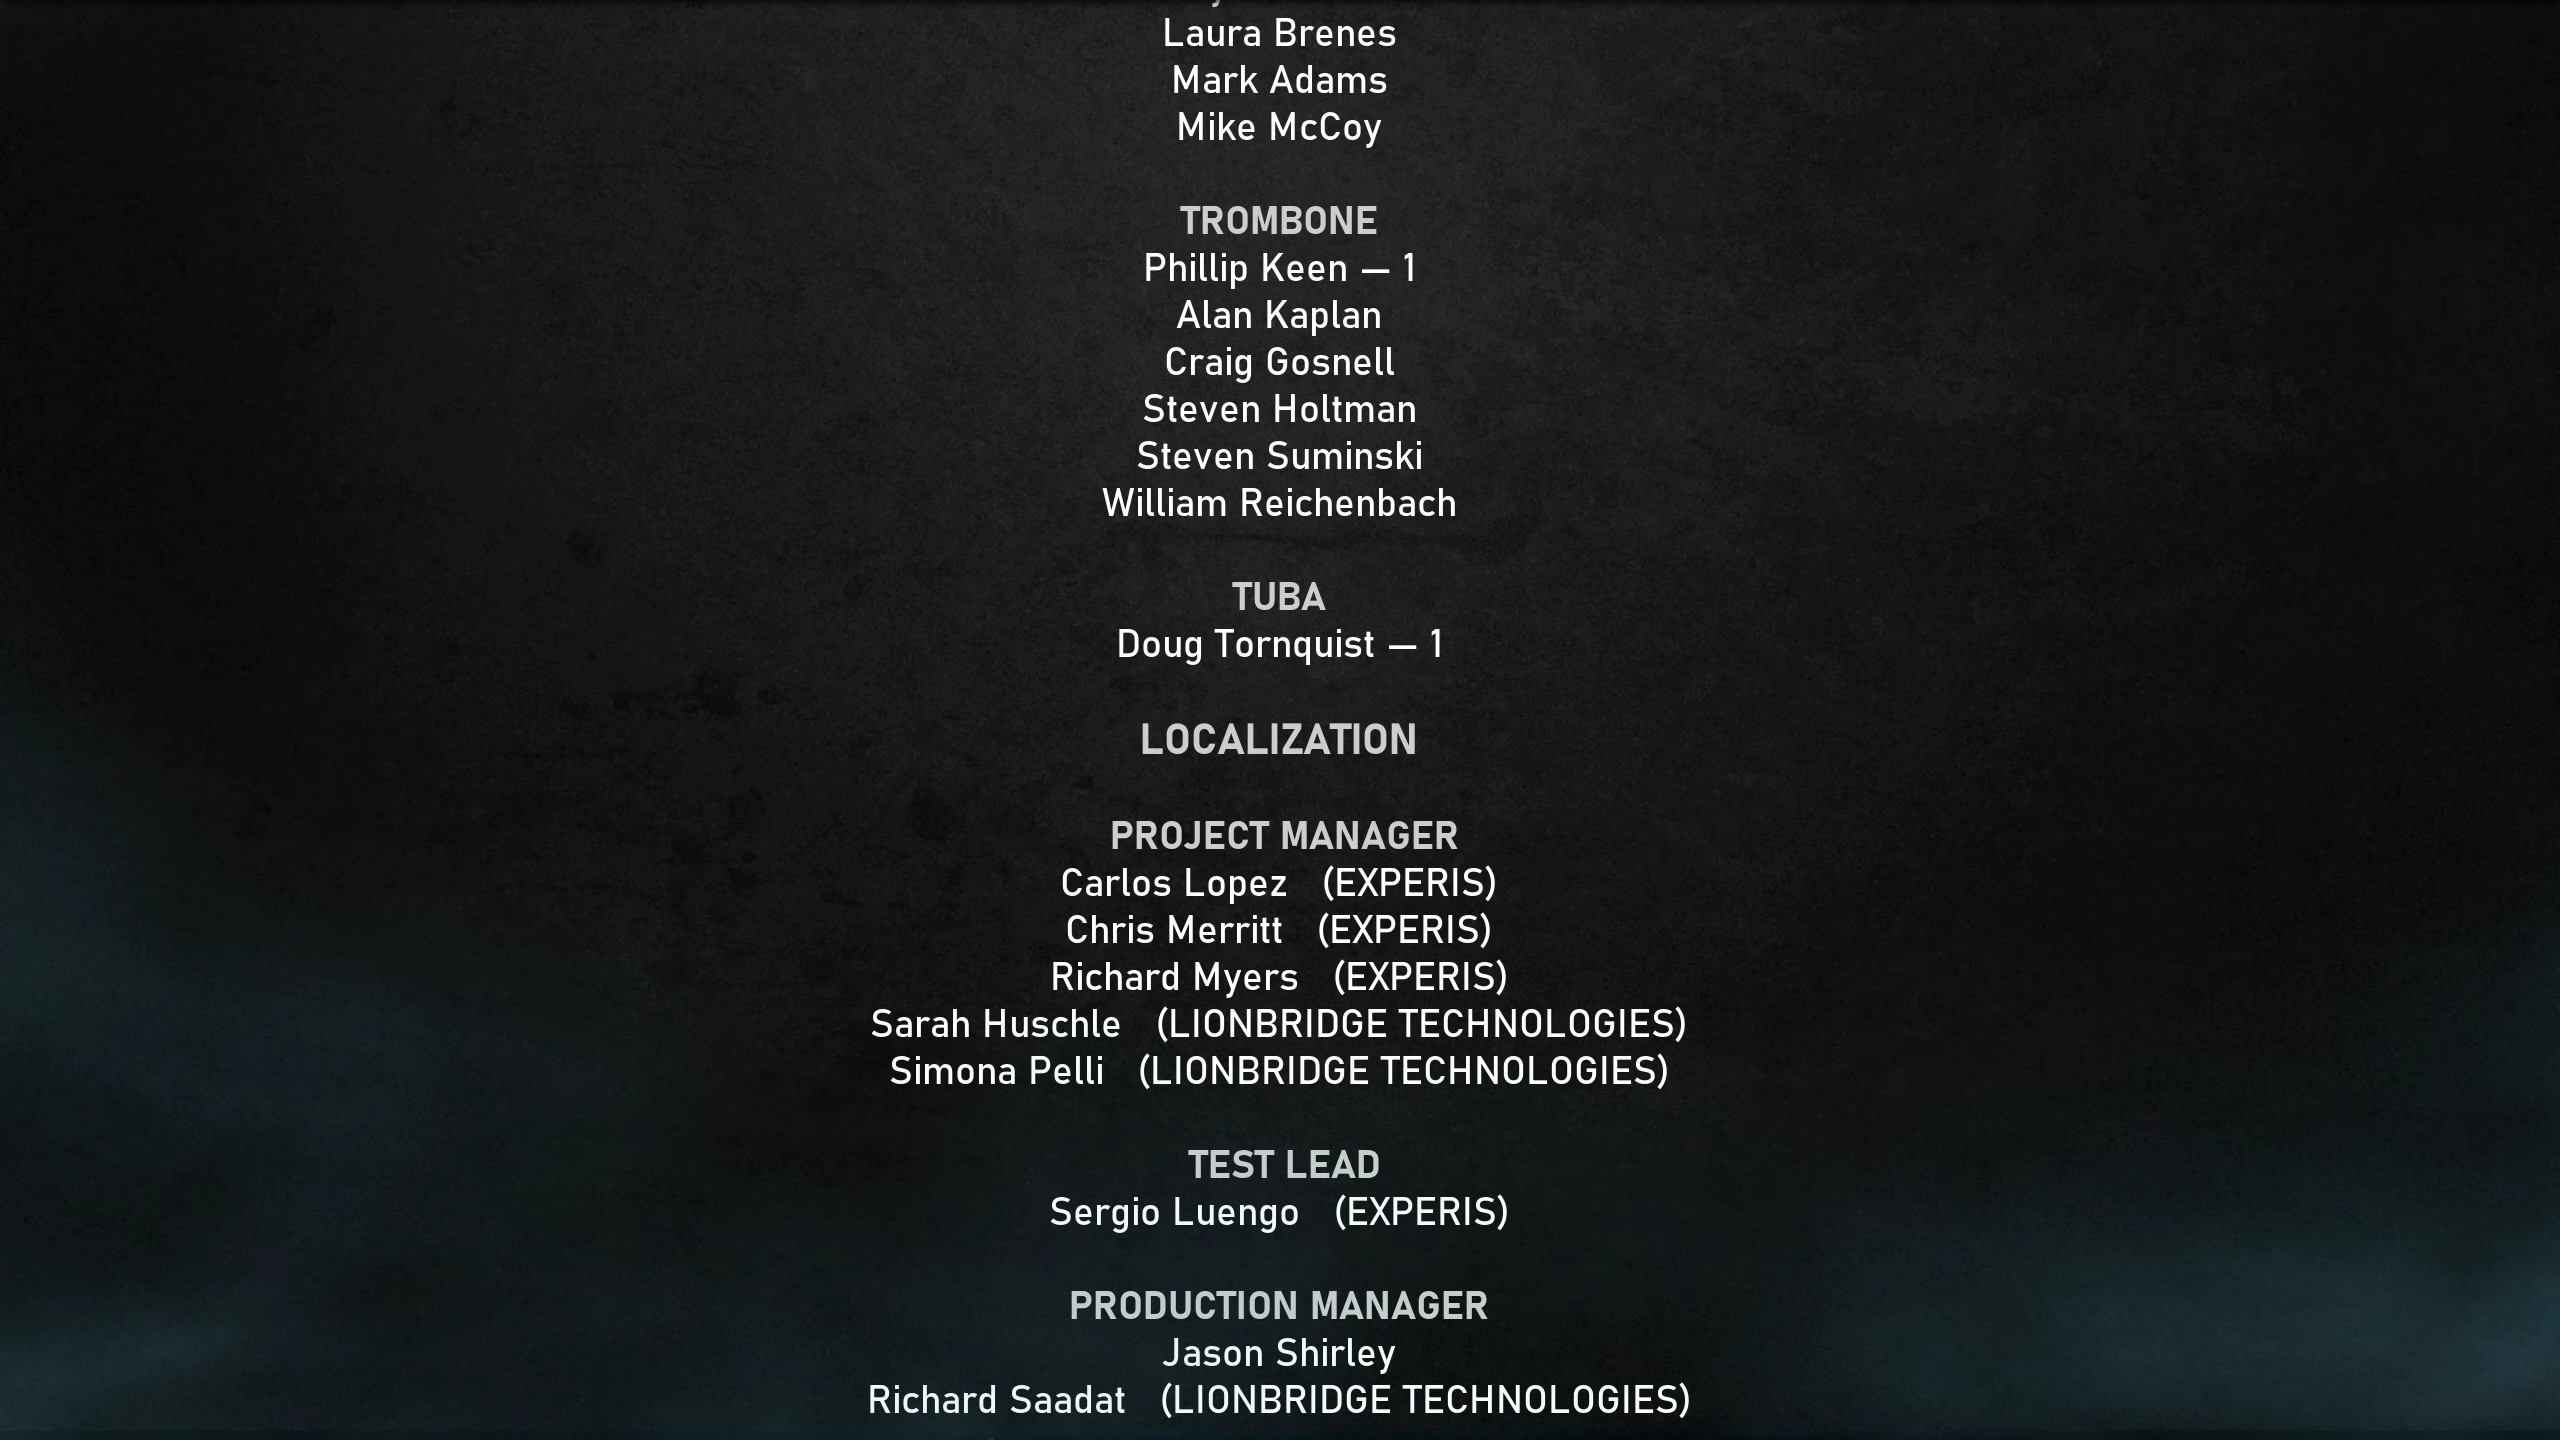 Laura Brenes
Mark Adams
Mike McCoy
TROMBONE
Phillip Keen — 1
Alan Kaplan
Craig Gosnell
Steven Holtman
Steven Suminski
William Reichenbach
TUBA
Doug Tornquist — 1
LOCALIZATION
PROJECT MANAGER
Carlos Lopez (EXPERIS)
Chris Merritt (EXPERIS)
Richard Myers (EXPERIS)
Sarah Huschle (LIONBRIDGE TECHNOLOGIES)
Simona Pelli (LIONBRIDGE TECHNOLOGIES)
TEST LEAD
Sergio Luengo (EXPERIS)
PRODUCTION MANAGER
Jason Shirley
Richard Saadat (LIONBRIDGE TECHNOLOGIES)